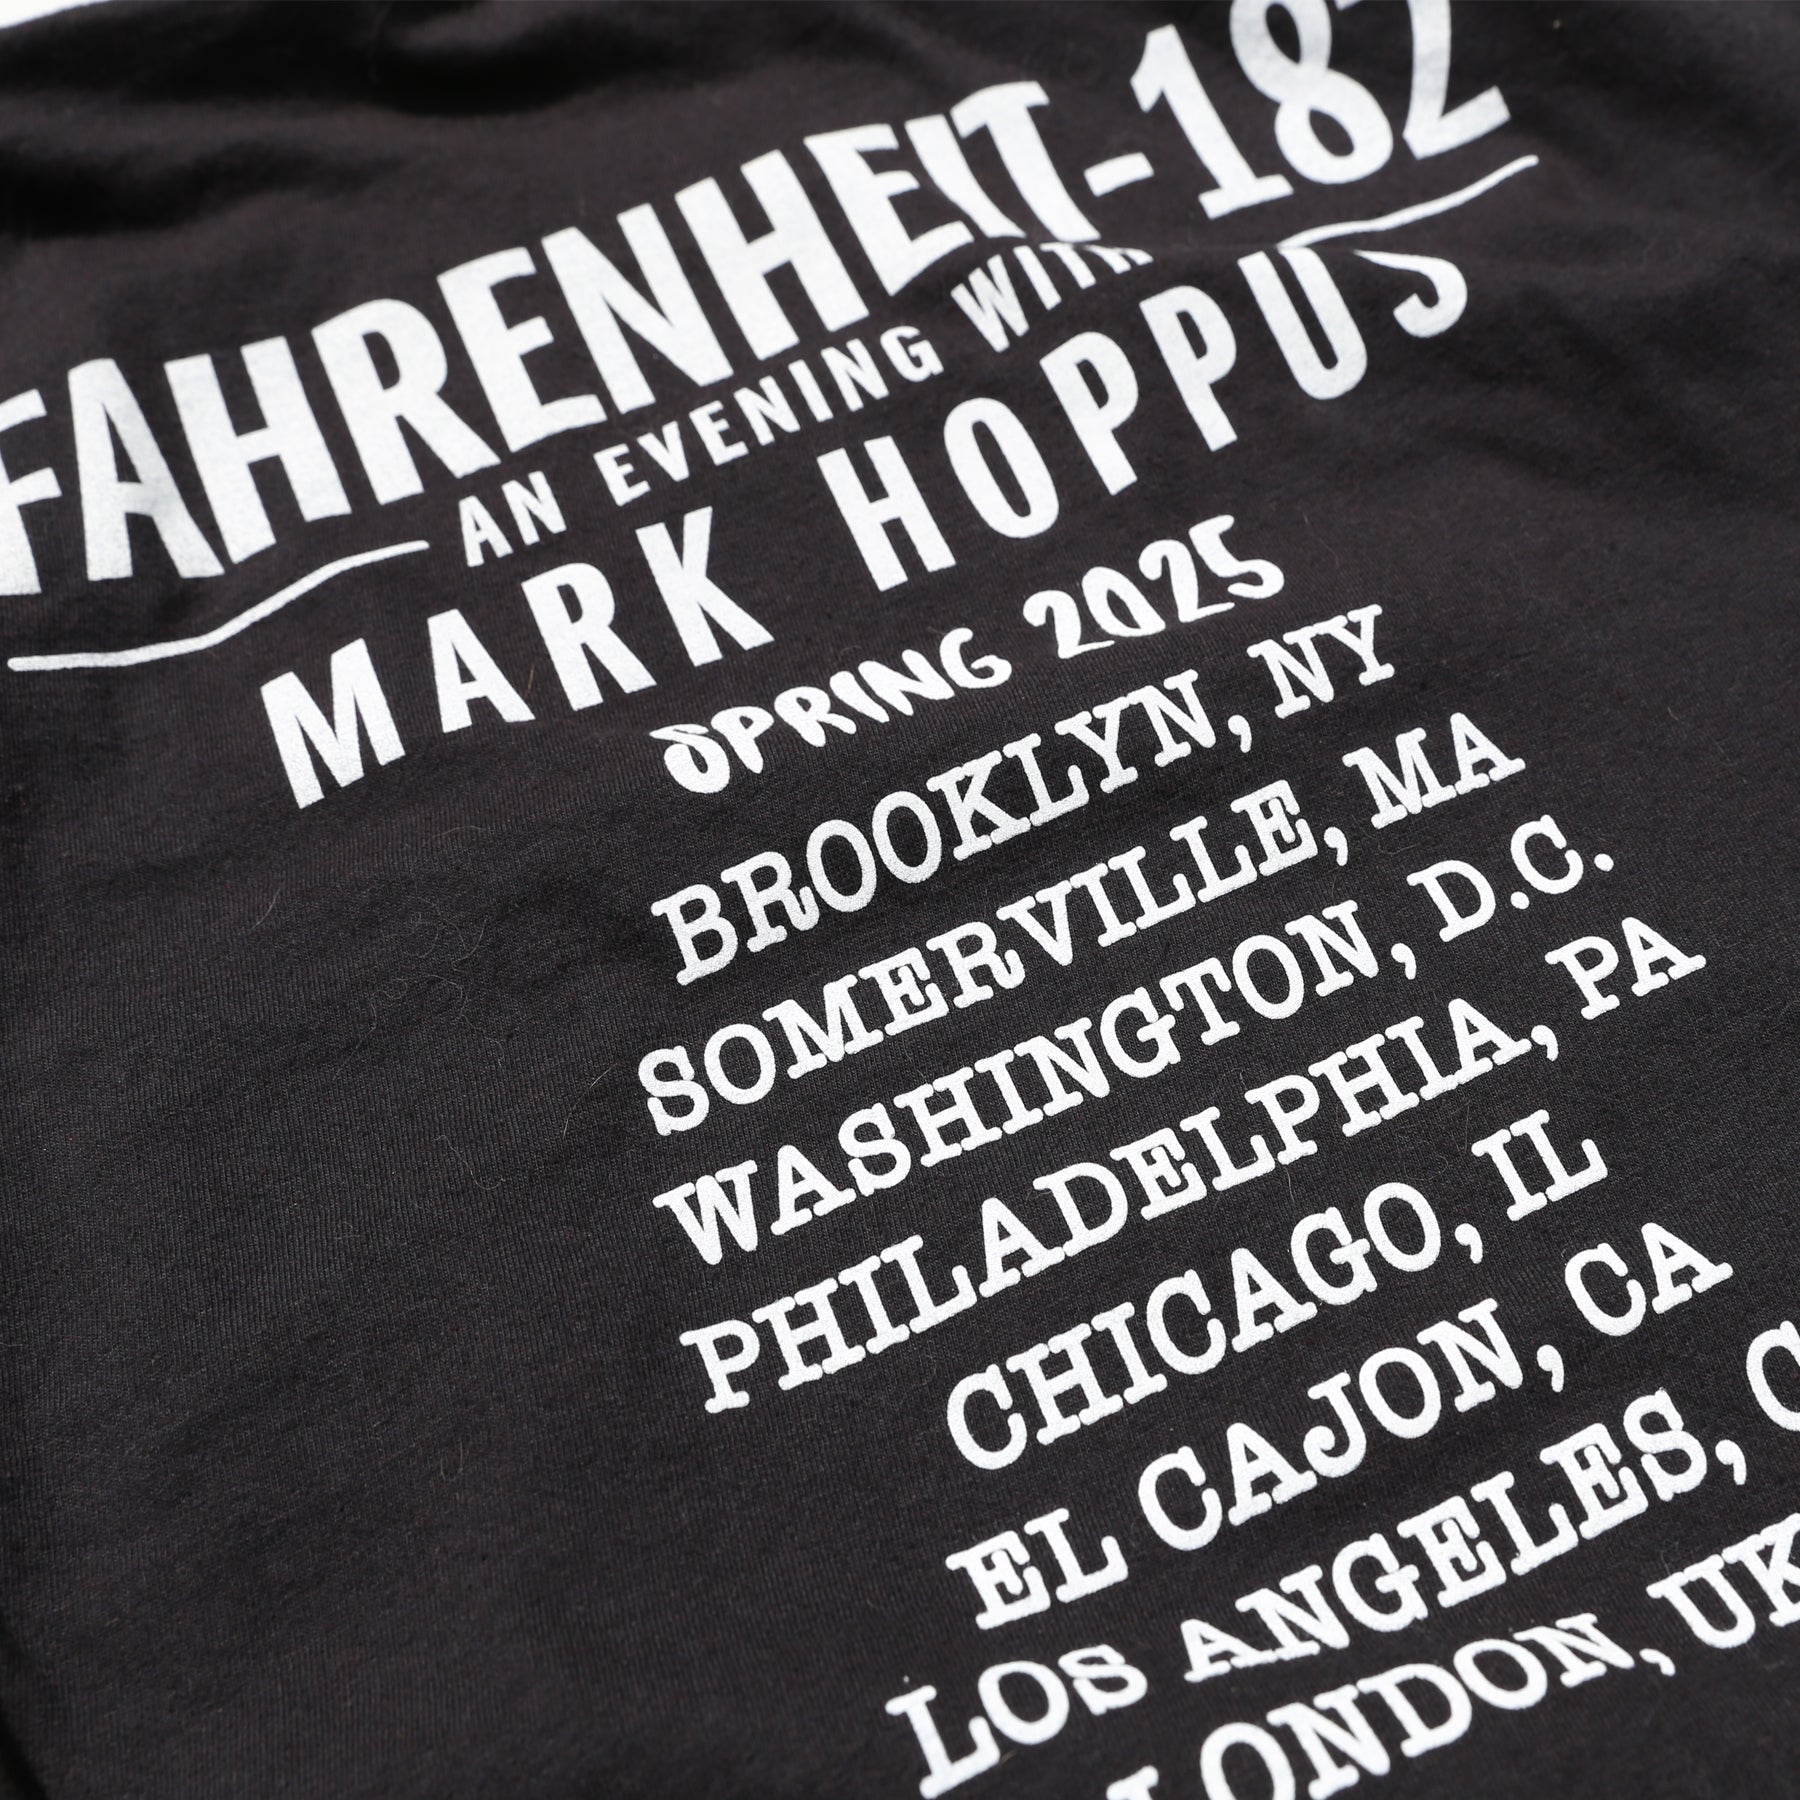 FAHRENHEIT-182
AN EVENING WITH
MARK HOPPUS
SPRING 2025
BROOKLYN, NY
SOMERVILLE, MA
WASHINGTON, D.C.
PHILADELPHIA, PA
CHICAGO, IL
EL CAJON, CA
LOS ANGELES, C
LONDON, UK